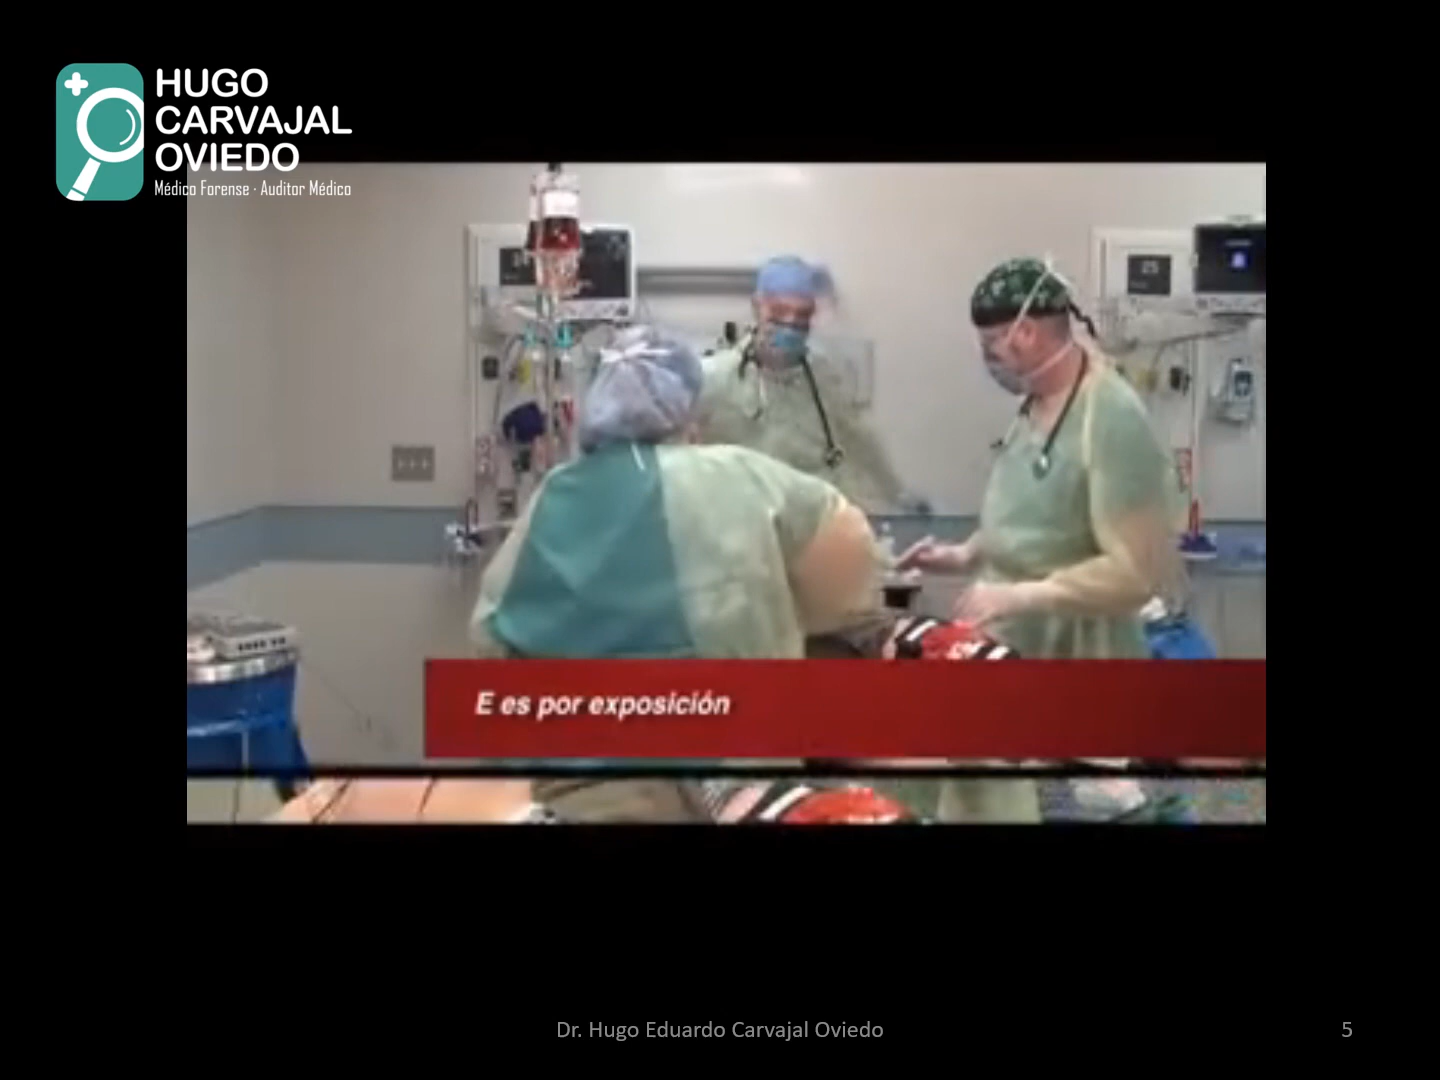 HUGO
CARVAJAL
OVIEDO
Médico Forense · Auditor Médico
E es por exposición
Dr. Hugo Eduardo Carvajal Oviedo
5